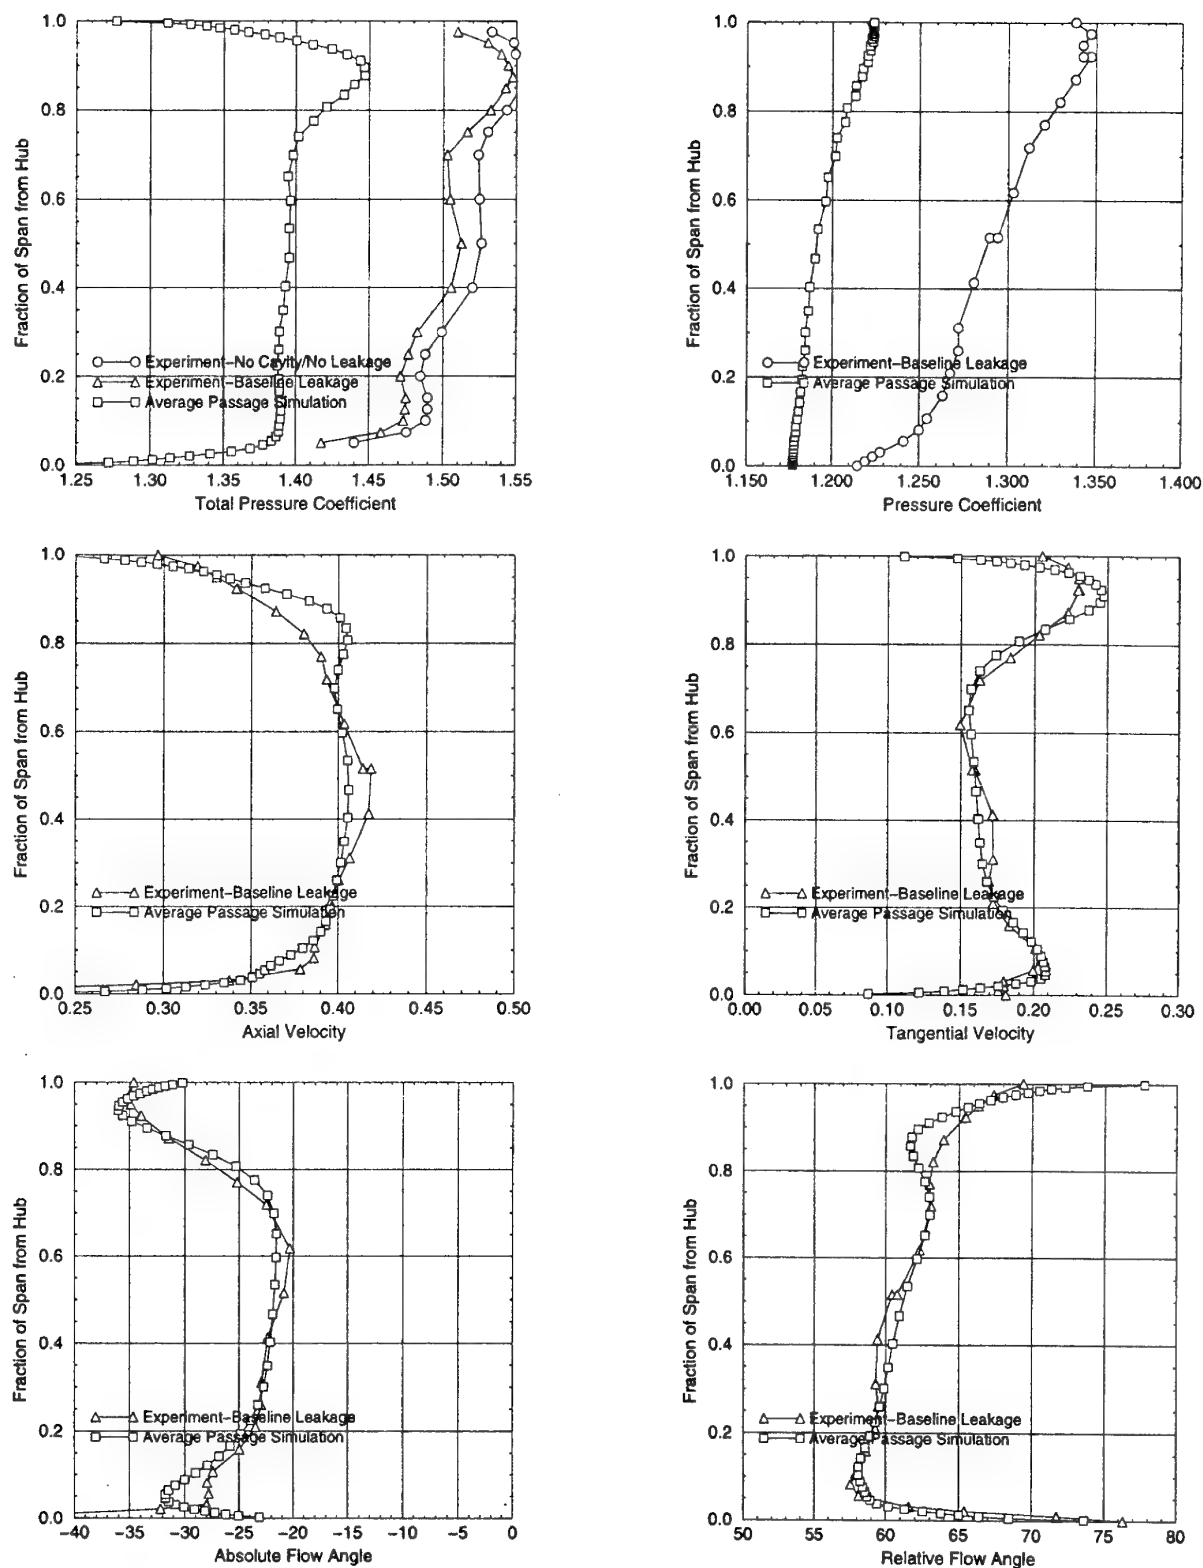 Fraction of Span from Hub
1.0
0.8
0.6
0.4
0.2
0.0
Experiment–No Cavity/No Leakage
Experiment–Baseline Leakage
Average Passage Simulation
1.25 1.30 1.35 1.40 1.45 1.50 1.55
Total Pressure Coefficient
Fraction of Span from Hub
1.0
0.8
0.6
0.4
0.2
0.0
Experiment–Baseline Leakage
Average Passage Simulation
1.150 1.200 1.250 1.300 1.350 1.400
Pressure Coefficient
Fraction of Span from Hub
1.0
0.8
0.6
0.4
0.2
0.0
Experiment–Baseline Leakage
Average Passage Simulation
0.25 0.30 0.35 0.40 0.45 0.50
Axial Velocity
Fraction of Span from Hub
1.0
0.8
0.6
0.4
0.2
0.0
Experiment–Baseline Leakage
Average Passage Simulation
0.00 0.05 0.10 0.15 0.20 0.25 0.30
Tangential Velocity
Fraction of Span from Hub
1.0
0.8
0.6
0.4
0.2
0.0
Experiment–Baseline Leakage
Average Passage Simulation
−40 −35 −30 −25 −20 −15 −10 −5 0
Absolute Flow Angle
Fraction of Span from Hub
1.0
0.8
0.6
0.4
0.2
0.0
Experiment–Baseline Leakage
Average Passage Simulation
50 55 60 65 70 75 80
Relative Flow Angle